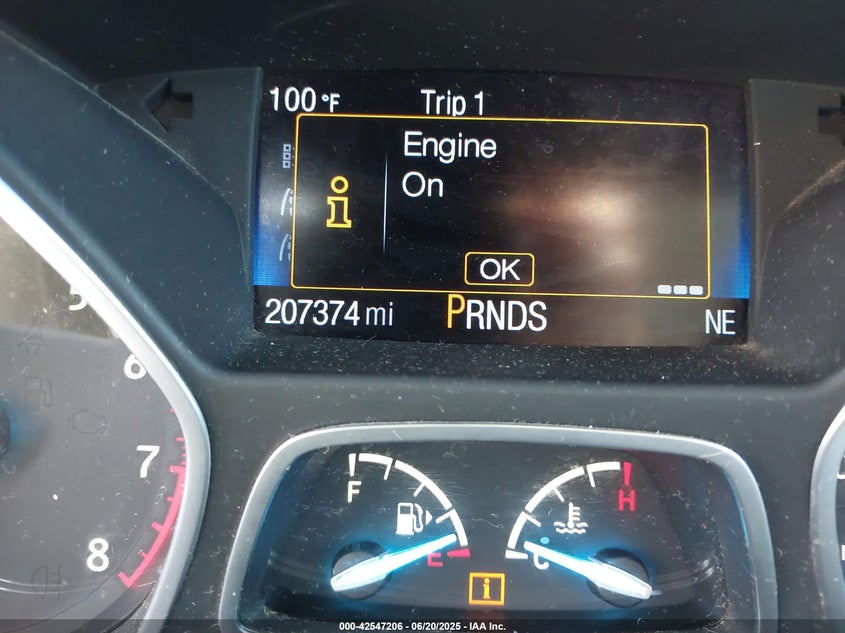 100 °F Trip 1
Engine
On
OK
207374 mi PRNDS NE
5
6
7
8
F
E
H
C
000-42547206 - 06/20/2025 - IAA Inc.